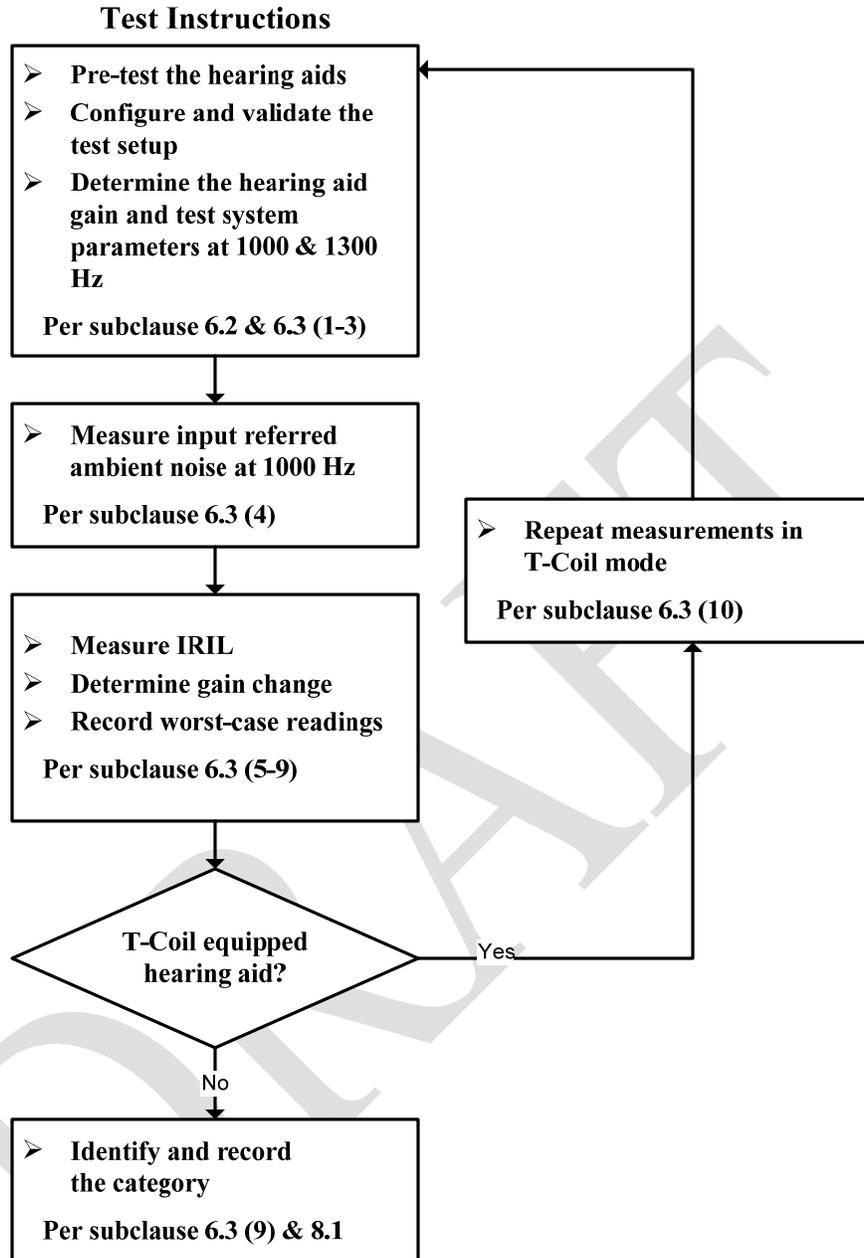 Test Instructions
➢ Pre-test the hearing aids
➢ Configure and validate the
test setup
➢ Determine the hearing aid
gain and test system
parameters at 1000 & 1300
Hz
Per subclause 6.2 & 6.3 (1-3)
➢ Measure input referred
ambient noise at 1000 Hz
Per subclause 6.3 (4)
➢ Repeat measurements in
T-Coil mode
Per subclause 6.3 (10)
➢ Measure IRIL
➢ Determine gain change
➢ Record worst-case readings
Per subclause 6.3 (5-9)
T-Coil equipped
hearing aid?
Yes
No
➢ Identify and record
the category
Per subclause 6.3 (9) & 8.1
DRAFT